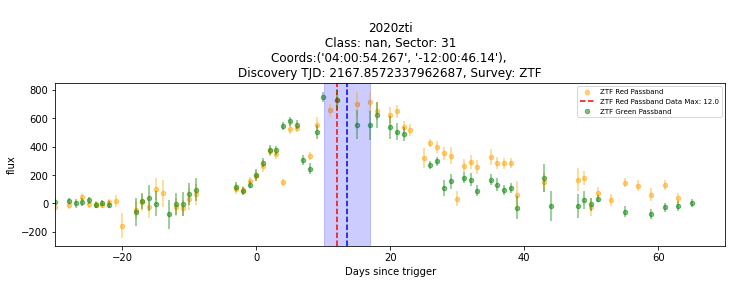 2020zti
Class: nan, Sector: 31
Coords:('04:00:54.267', '-12:00:46.14'),
Discovery TJD: 2167.8572337962687, Survey: ZTF
ZTF Red Passband
ZTF Red Passband Data Max: 12.0
ZTF Green Passband
flux
800
600
400
200
0
−200
−20
0
20
40
60
Days since trigger